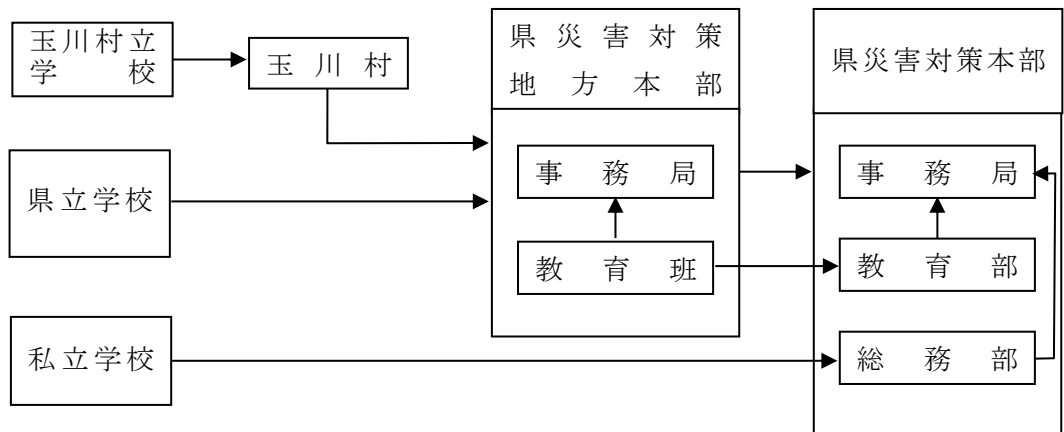 玉川村立
学校
玉川村
県災害対策
地方本部
県災害対策本部
事務局
事務局
県立学校
教育班
教育部
私立学校
総務部